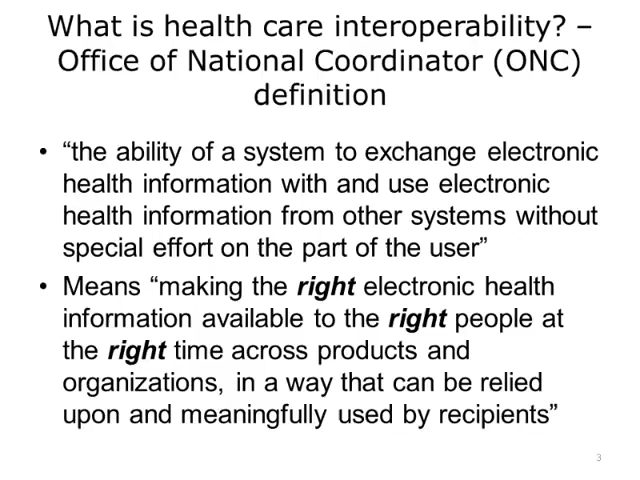 What is health care interoperability? –
Office of National Coordinator (ONC)
definition
• “the ability of a system to exchange electronic
health information with and use electronic
health information from other systems without
special effort on the part of the user”
• Means “making the right electronic health
information available to the right people at
the right time across products and
organizations, in a way that can be relied
upon and meaningfully used by recipients”
3